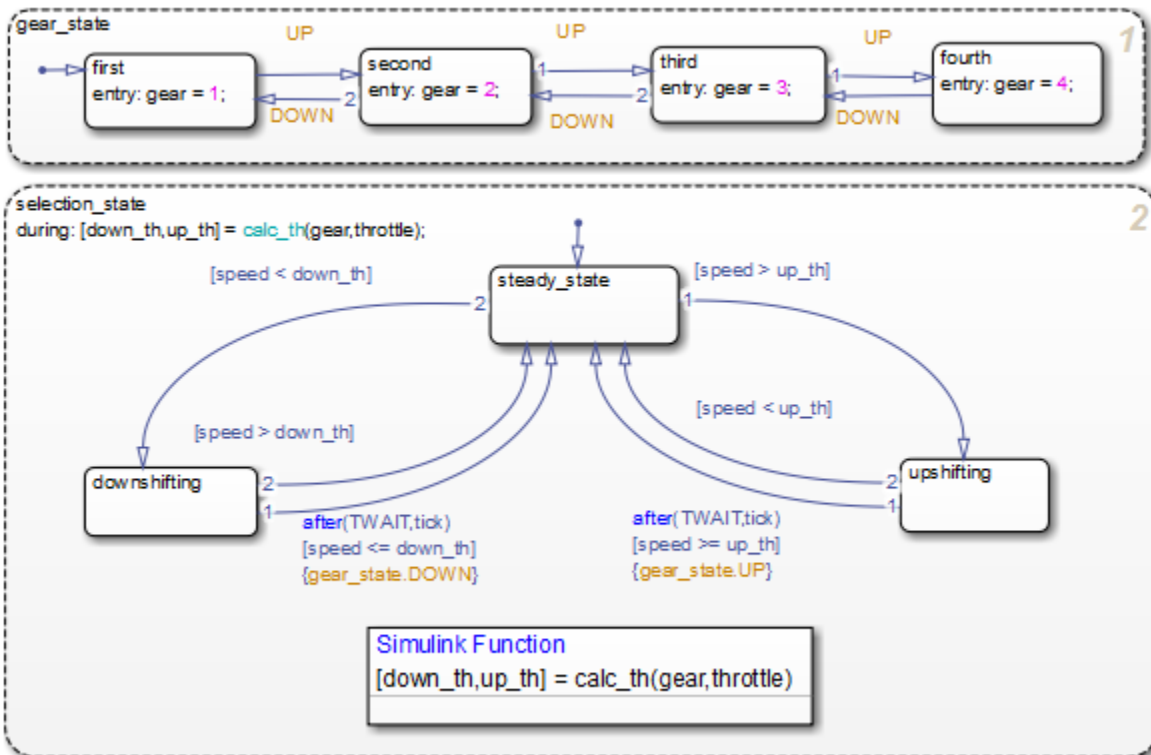 gear_state
1
UP
UP
UP
first
entry: gear = 1;
second
entry: gear = 2;
third
entry: gear = 3;
fourth
entry: gear = 4;
1
2
1
2
1
DOWN
DOWN
DOWN
selection_state
2
during: [down_th,up_th] = calc_th(gear,throttle);
[speed < down_th]
steady_state
[speed > up_th]
2
1
[speed > down_th]
[speed < up_th]
downshifting
upshifting
2
1
2
1
after(TWAIT,tick)
[speed <= down_th]
{gear_state.DOWN}
after(TWAIT,tick)
[speed >= up_th]
{gear_state.UP}
Simulink Function
[down_th,up_th] = calc_th(gear,throttle)